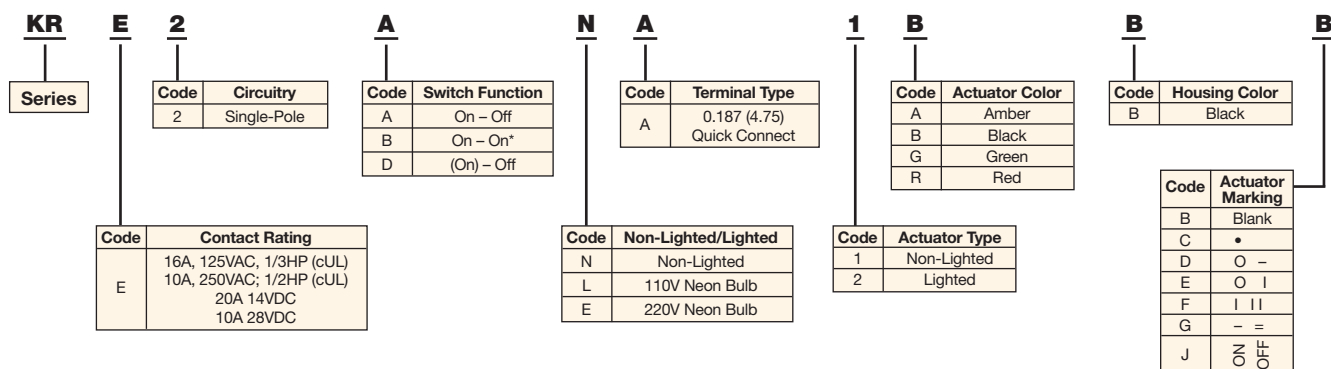 KR E 2 A N A 1 B B B
Series
Code Circuitry
2 Single-Pole
Code Switch Function
A On – Off
B On – On*
D (On) – Off
Code Terminal Type
A 0.187 (4.75)
Quick Connect
Code Actuator Color
A Amber
B Black
G Green
R Red
Code Housing Color
B Black
Code Contact Rating
E 16A, 125VAC, 1/3HP (cUL)
10A, 250VAC; 1/2HP (cUL)
20A 14VDC
10A 28VDC
Code Non-Lighted/Lighted
N Non-Lighted
L 110V Neon Bulb
E 220V Neon Bulb
Code Actuator Type
1 Non-Lighted
2 Lighted
Code Actuator
Marking
B Blank
C •
D O –
E O I
F I II
G – =
J ON OFF